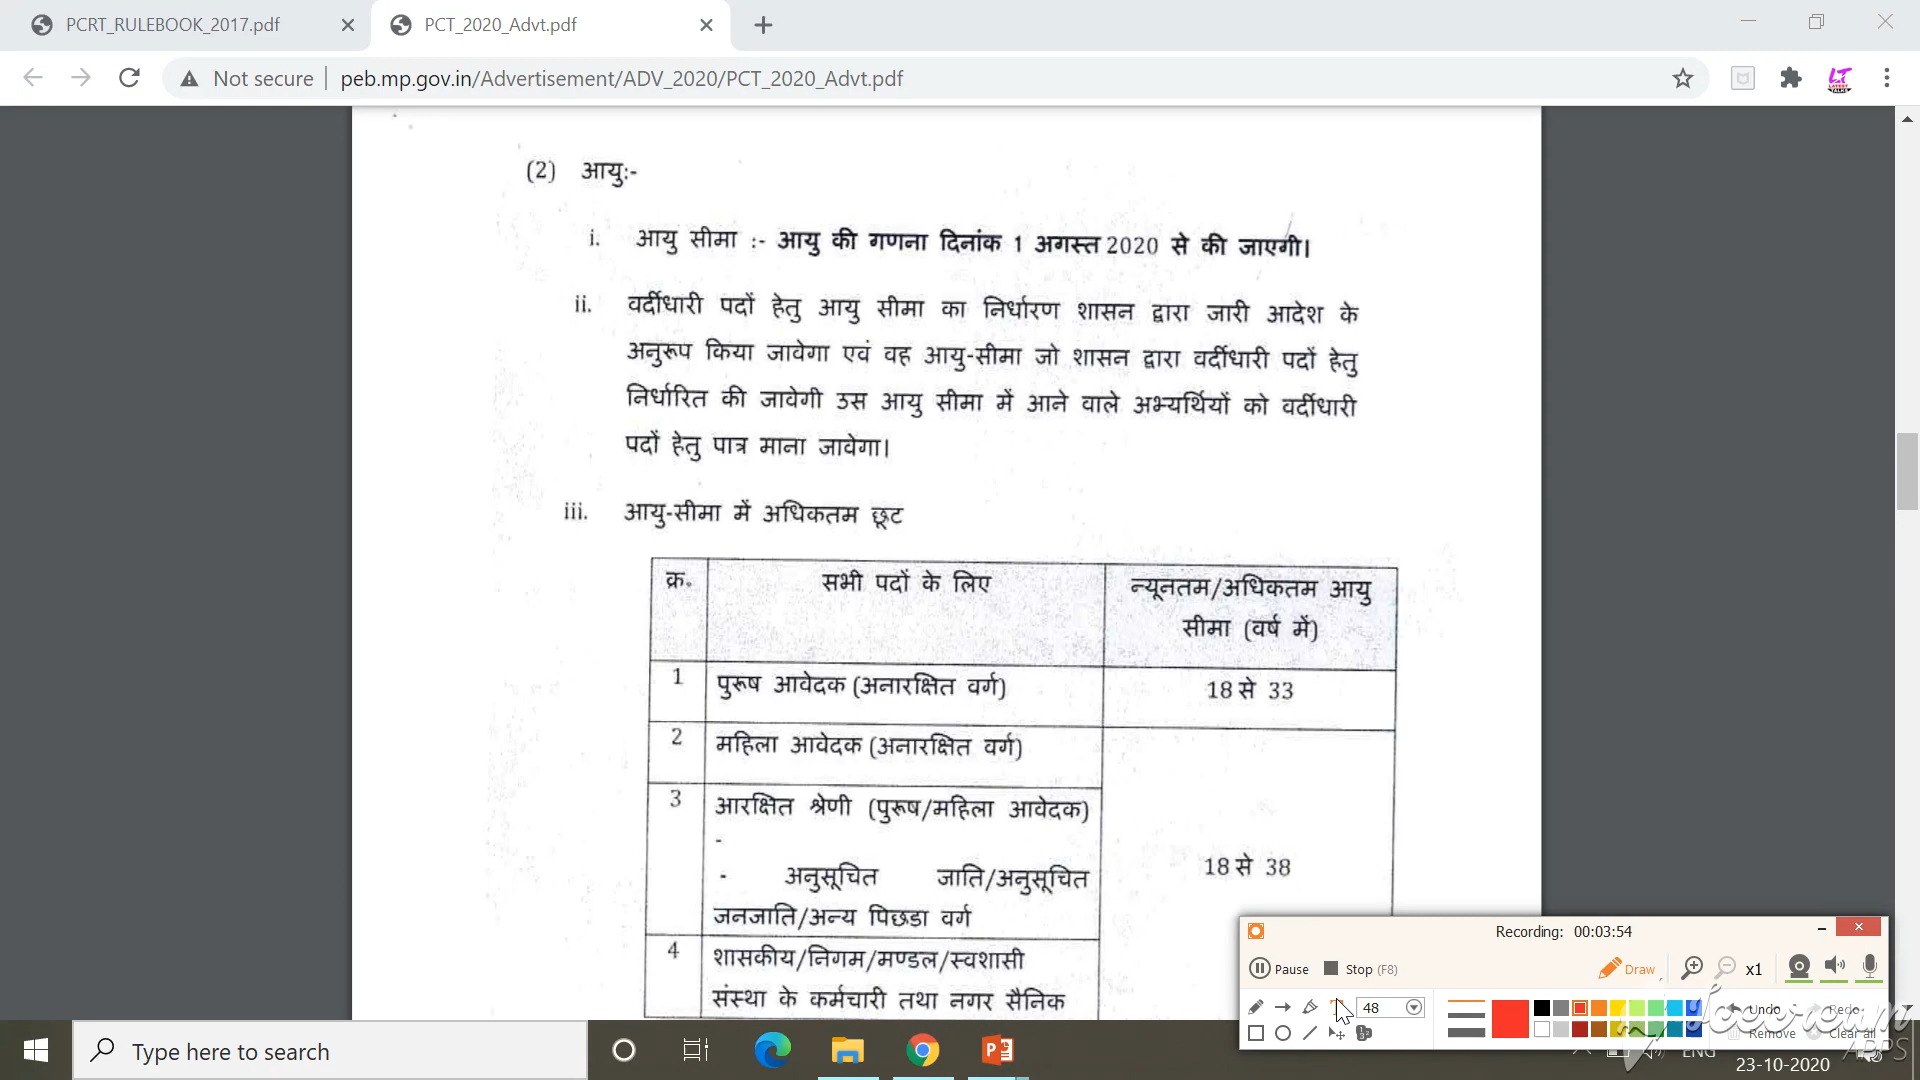 PCRT_RULEBOOK_2017.pdf
PCT_2020_Advt.pdf
Not secure
peb.mp.gov.in/Advertisement/ADV_2020/PCT_2020_Advt.pdf
(2) आयु:-
i. आयु सीमा :- आयु की गणना दिनांक 1 अगस्त 2020 से की जाएगी।
ii. वर्दीधारी पदों हेतु आयु सीमा का निर्धारण शासन द्वारा जारी आदेश के
अनुरूप किया जावेगा एवं वह आयु-सीमा जो शासन द्वारा वर्दीधारी पदों हेतु
निर्धारित की जावेगी उस आयु सीमा में आने वाले अभ्यर्थियों को वर्दीधारी
पदों हेतु पात्र माना जावेगा।
iii. आयु-सीमा में अधिकतम छूट
क्र. सभी पदों के लिए न्यूनतम/अधिकतम आयु
सीमा (वर्ष में)
1 पुरूष आवेदक (अनारक्षित वर्ग) 18 से 33
2 महिला आवेदक (अनारक्षित वर्ग)
3 आरक्षित श्रेणी (पुरूष/महिला आवेदक)
-
- अनुसूचित जाति/अनुसूचित
जनजाति/अन्य पिछडा वर्ग
18 से 38
4 शासकीय/निगम/मण्डल/स्वशासी
संस्था के कर्मचारी तथा नगर सैनिक
Recording: 00:03:54
Pause Stop (F8) Draw x1
48 Undo Redo
Remove Clear all
Icecream
APPS
Type here to search
ENG
23-10-2020